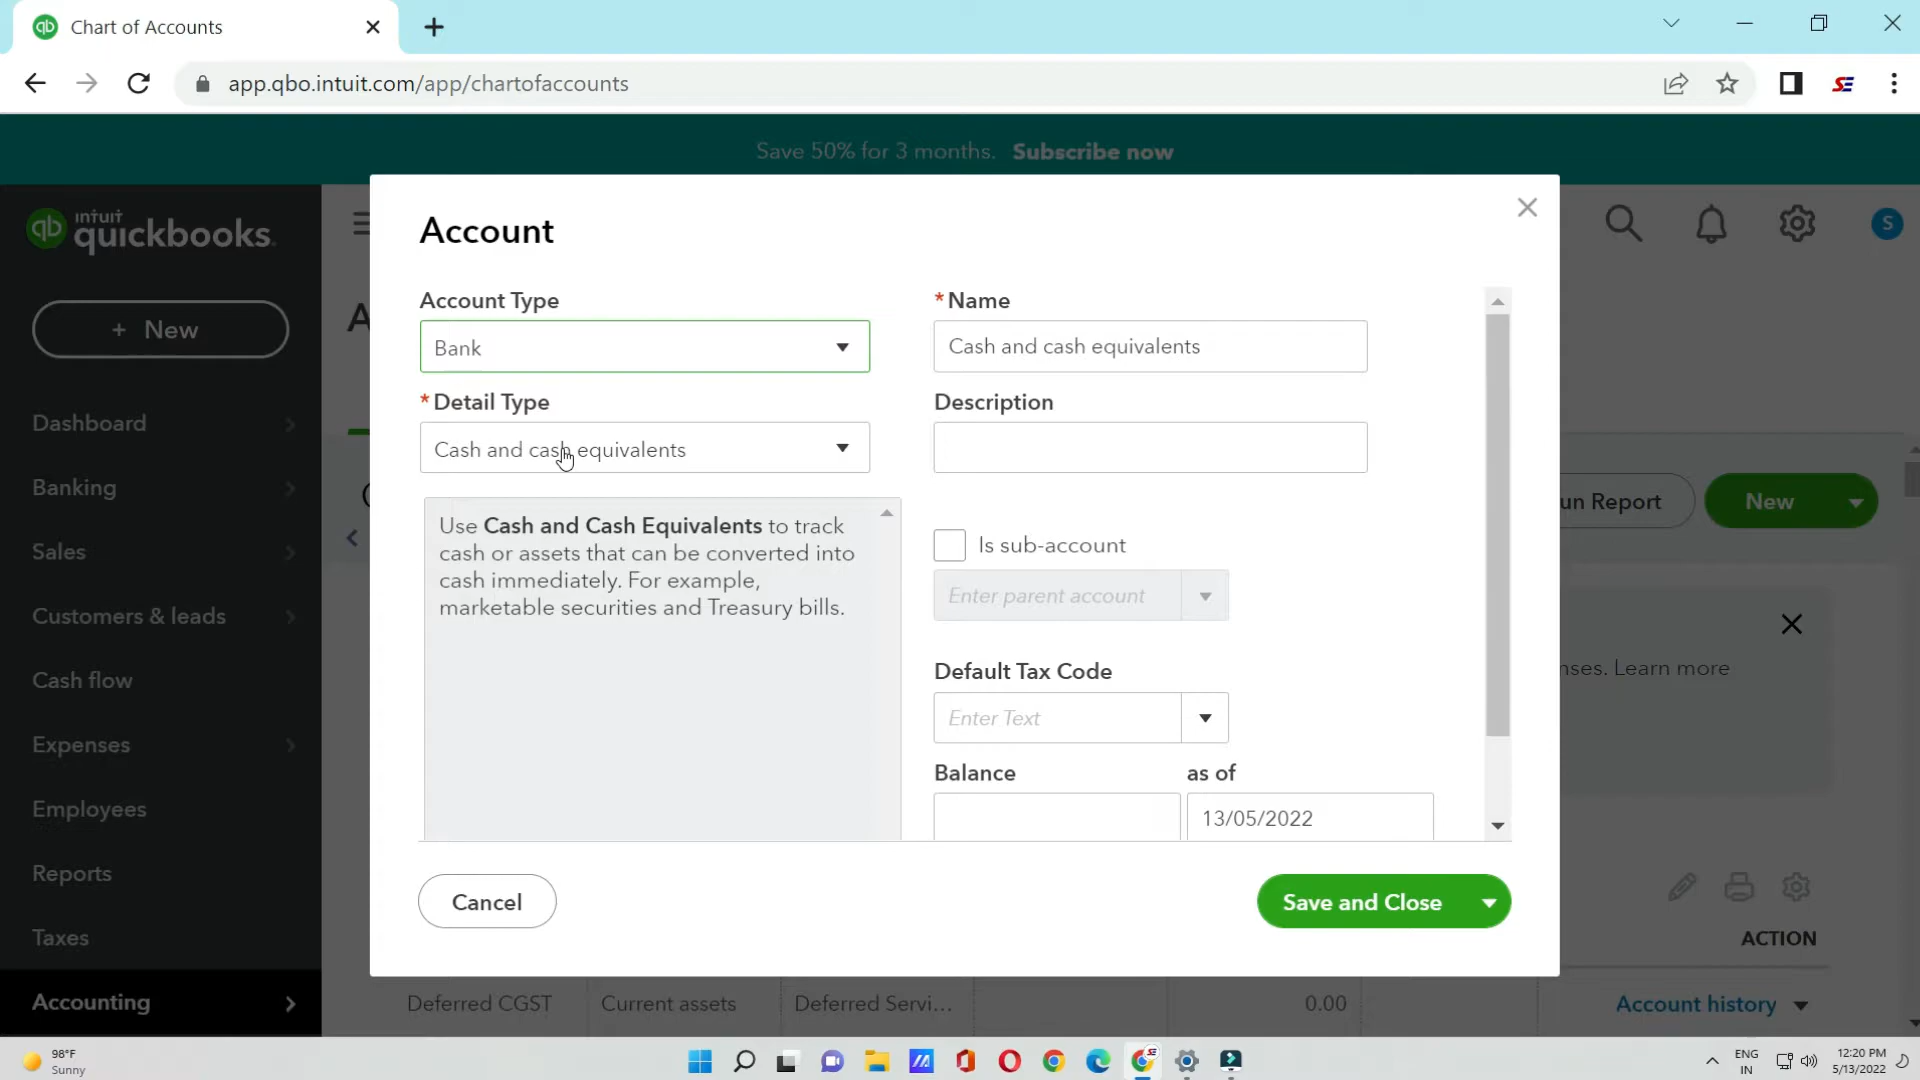 Chart of Accounts
app.qbo.intuit.com/app/chartofaccounts
Save 50% for 3 months. Subscribe now
qb intuit quickbooks.
S
+ New
Dashboard
Banking
Sales
Customers & leads
Cash flow
Expenses
Employees
Reports
Taxes
Accounting
Account
Account Type
Bank
* Detail Type
Cash and cash equivalents
Use Cash and Cash Equivalents to track
cash or assets that can be converted into
cash immediately. For example,
marketable securities and Treasury bills.
* Name
Cash and cash equivalents
Description
Is sub-account
Enter parent account
Default Tax Code
Enter Text
Balance as of
13/05/2022
Cancel
Save and Close
Report New
Learn more
ACTION
Deferred CGST Current assets Deferred Servi... 0.00 Account history
98°F
Sunny
ENG
IN
12:20 PM
5/13/2022